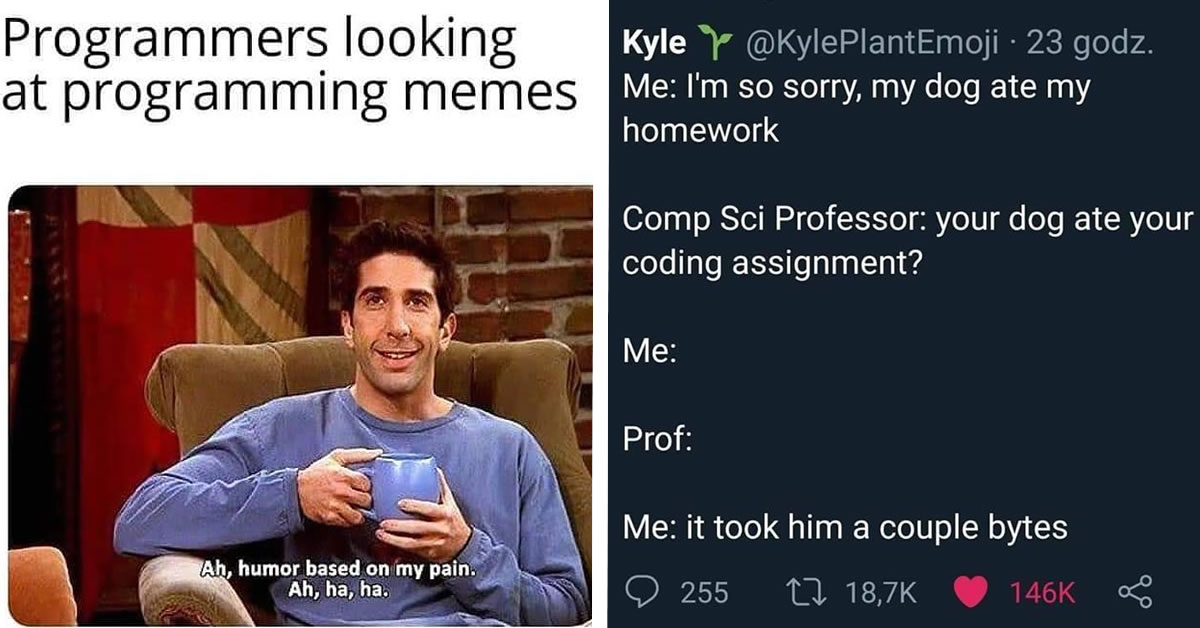 Programmers looking
at programming memes
Ah, humor based on my pain.
Ah, ha, ha.
Kyle @KylePlantEmoji · 23 godz.
Me: I'm so sorry, my dog ate my
homework
Comp Sci Professor: your dog ate your
coding assignment?
Me:
Prof:
Me: it took him a couple bytes
255 18,7K 146K